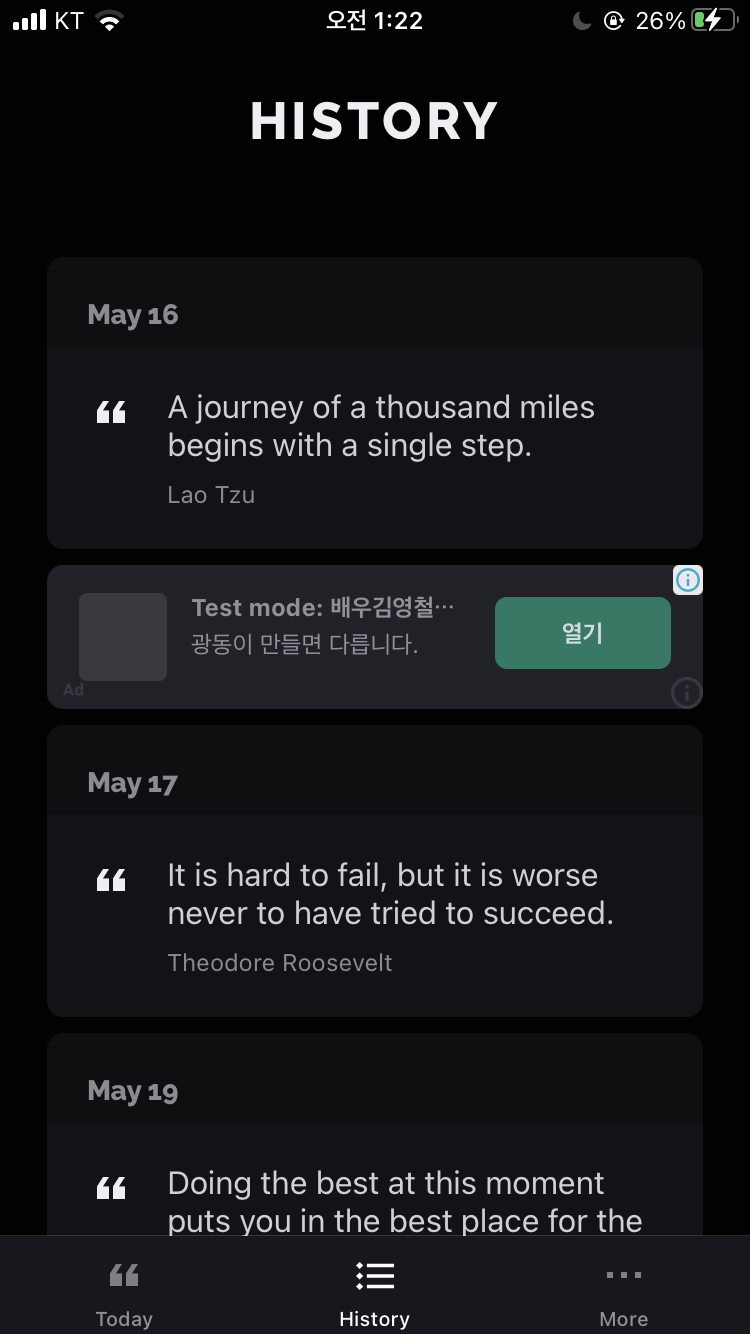 KT 오전 1:22 26%
HISTORY
May 16
A journey of a thousand miles
begins with a single step.
Lao Tzu
Test mode: 배우김영철…
광동이 만들면 다릅니다.
열기
Ad
May 17
It is hard to fail, but it is worse
never to have tried to succeed.
Theodore Roosevelt
May 19
Doing the best at this moment
puts you in the best place for the
Today History More